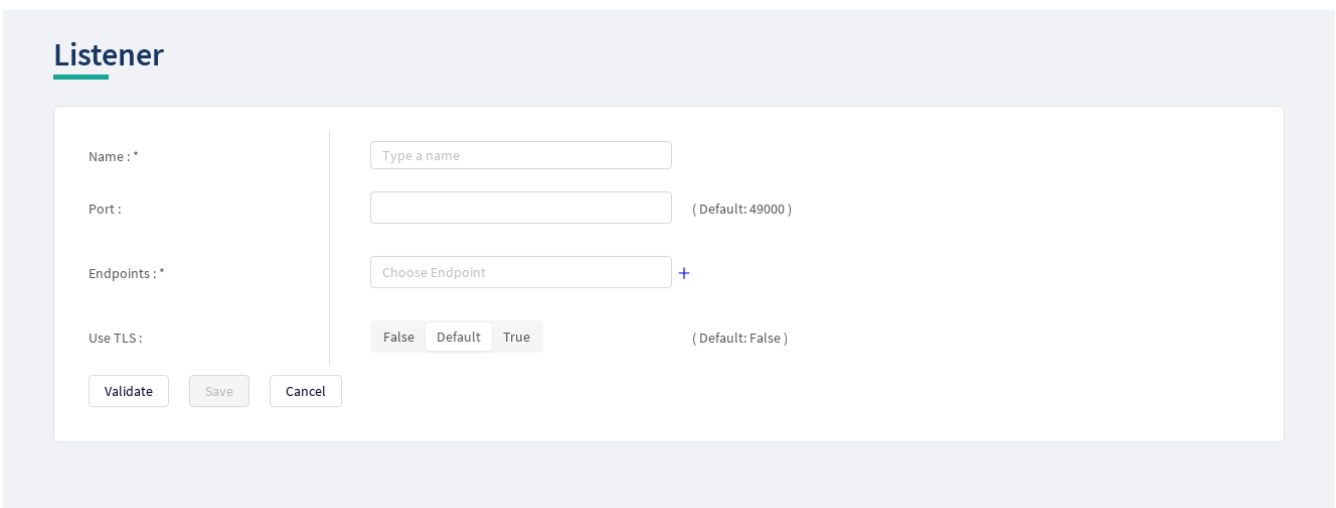 Listener
Name : *
Type a name
Port :
( Default: 49000 )
Endpoints : *
Choose Endpoint
+
Use TLS :
False Default True
( Default: False )
Validate Save Cancel